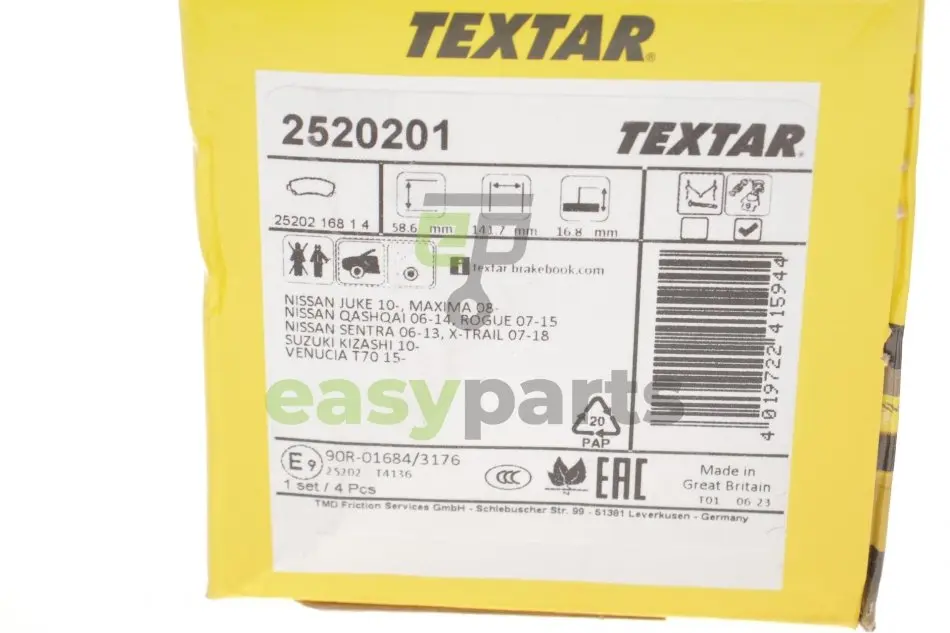 TEXTAR®
2520201
TEXTAR®
25202 168 1 4
58.6 mm
141.7 mm
16.8 mm
i textar brakebook.com
NISSAN JUKE 10-, MAXIMA 08-
NISSAN QASHQAI 06-14, ROGUE 07-15
NISSAN SENTRA 06-13, X-TRAIL 07-18
SUZUKI KIZASHI 10-
VENUCIA T70 15-
4 019722 415944
easyparts
20
PAP
E9 90R-01684/3176
25202 T4136
1 set / 4 Pcs
CCC
EAC
Made in
Great Britain
T01 06 23
TMD Friction Services GmbH - Schlebuscher Str. 99 - 51381 Leverkusen - Germany